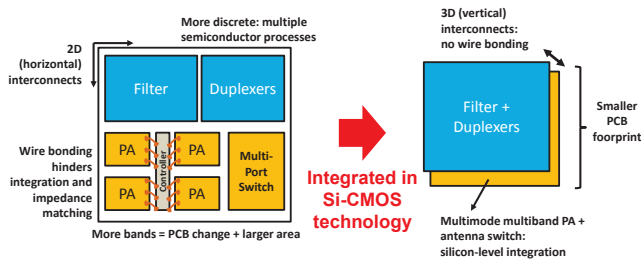 More discrete: multiple
semiconductor processes
2D
(horizontal)
interconnects
Filter
Duplexers
Wire bonding
hinders
integration and
impedance
matching
PA
PA
PA
PA
Controller
Multi-
Port
Switch
More bands = PCB change + larger area
Integrated in
Si-CMOS
technology
3D (vertical)
interconnects:
no wire bonding
Filter +
Duplexers
Smaller
PCB
foorprint
Multimode multiband PA +
antenna switch:
silicon-level integration